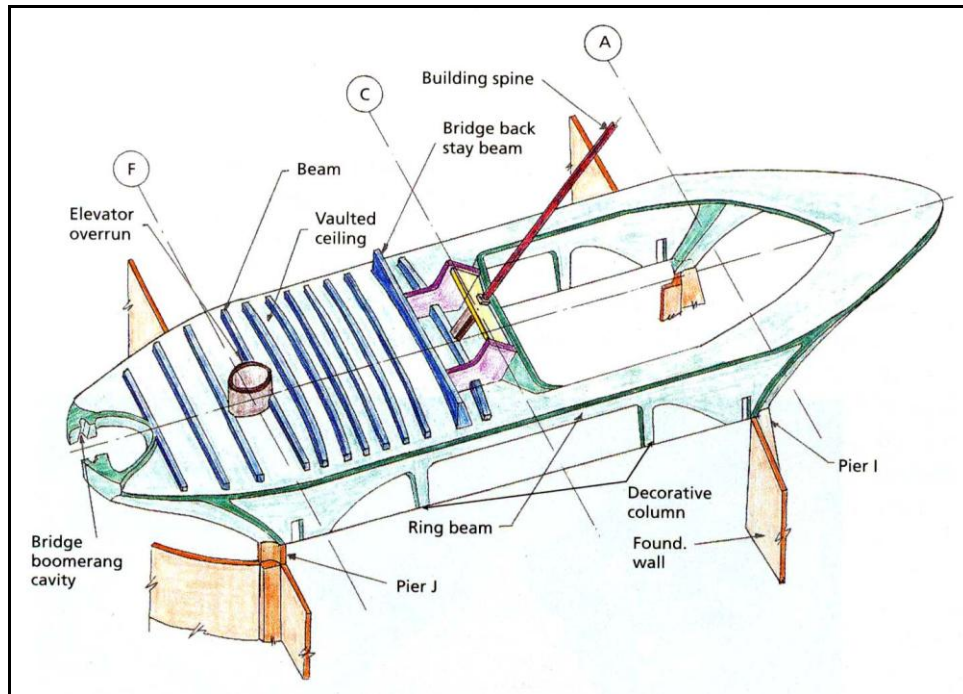 A
Building spine
C
Bridge back
stay beam
Beam
F
Vaulted
ceiling
Elevator
overrun
Pier I
Decorative
column
Ring beam
Found.
wall
Bridge
boomerang
cavity
Pier J